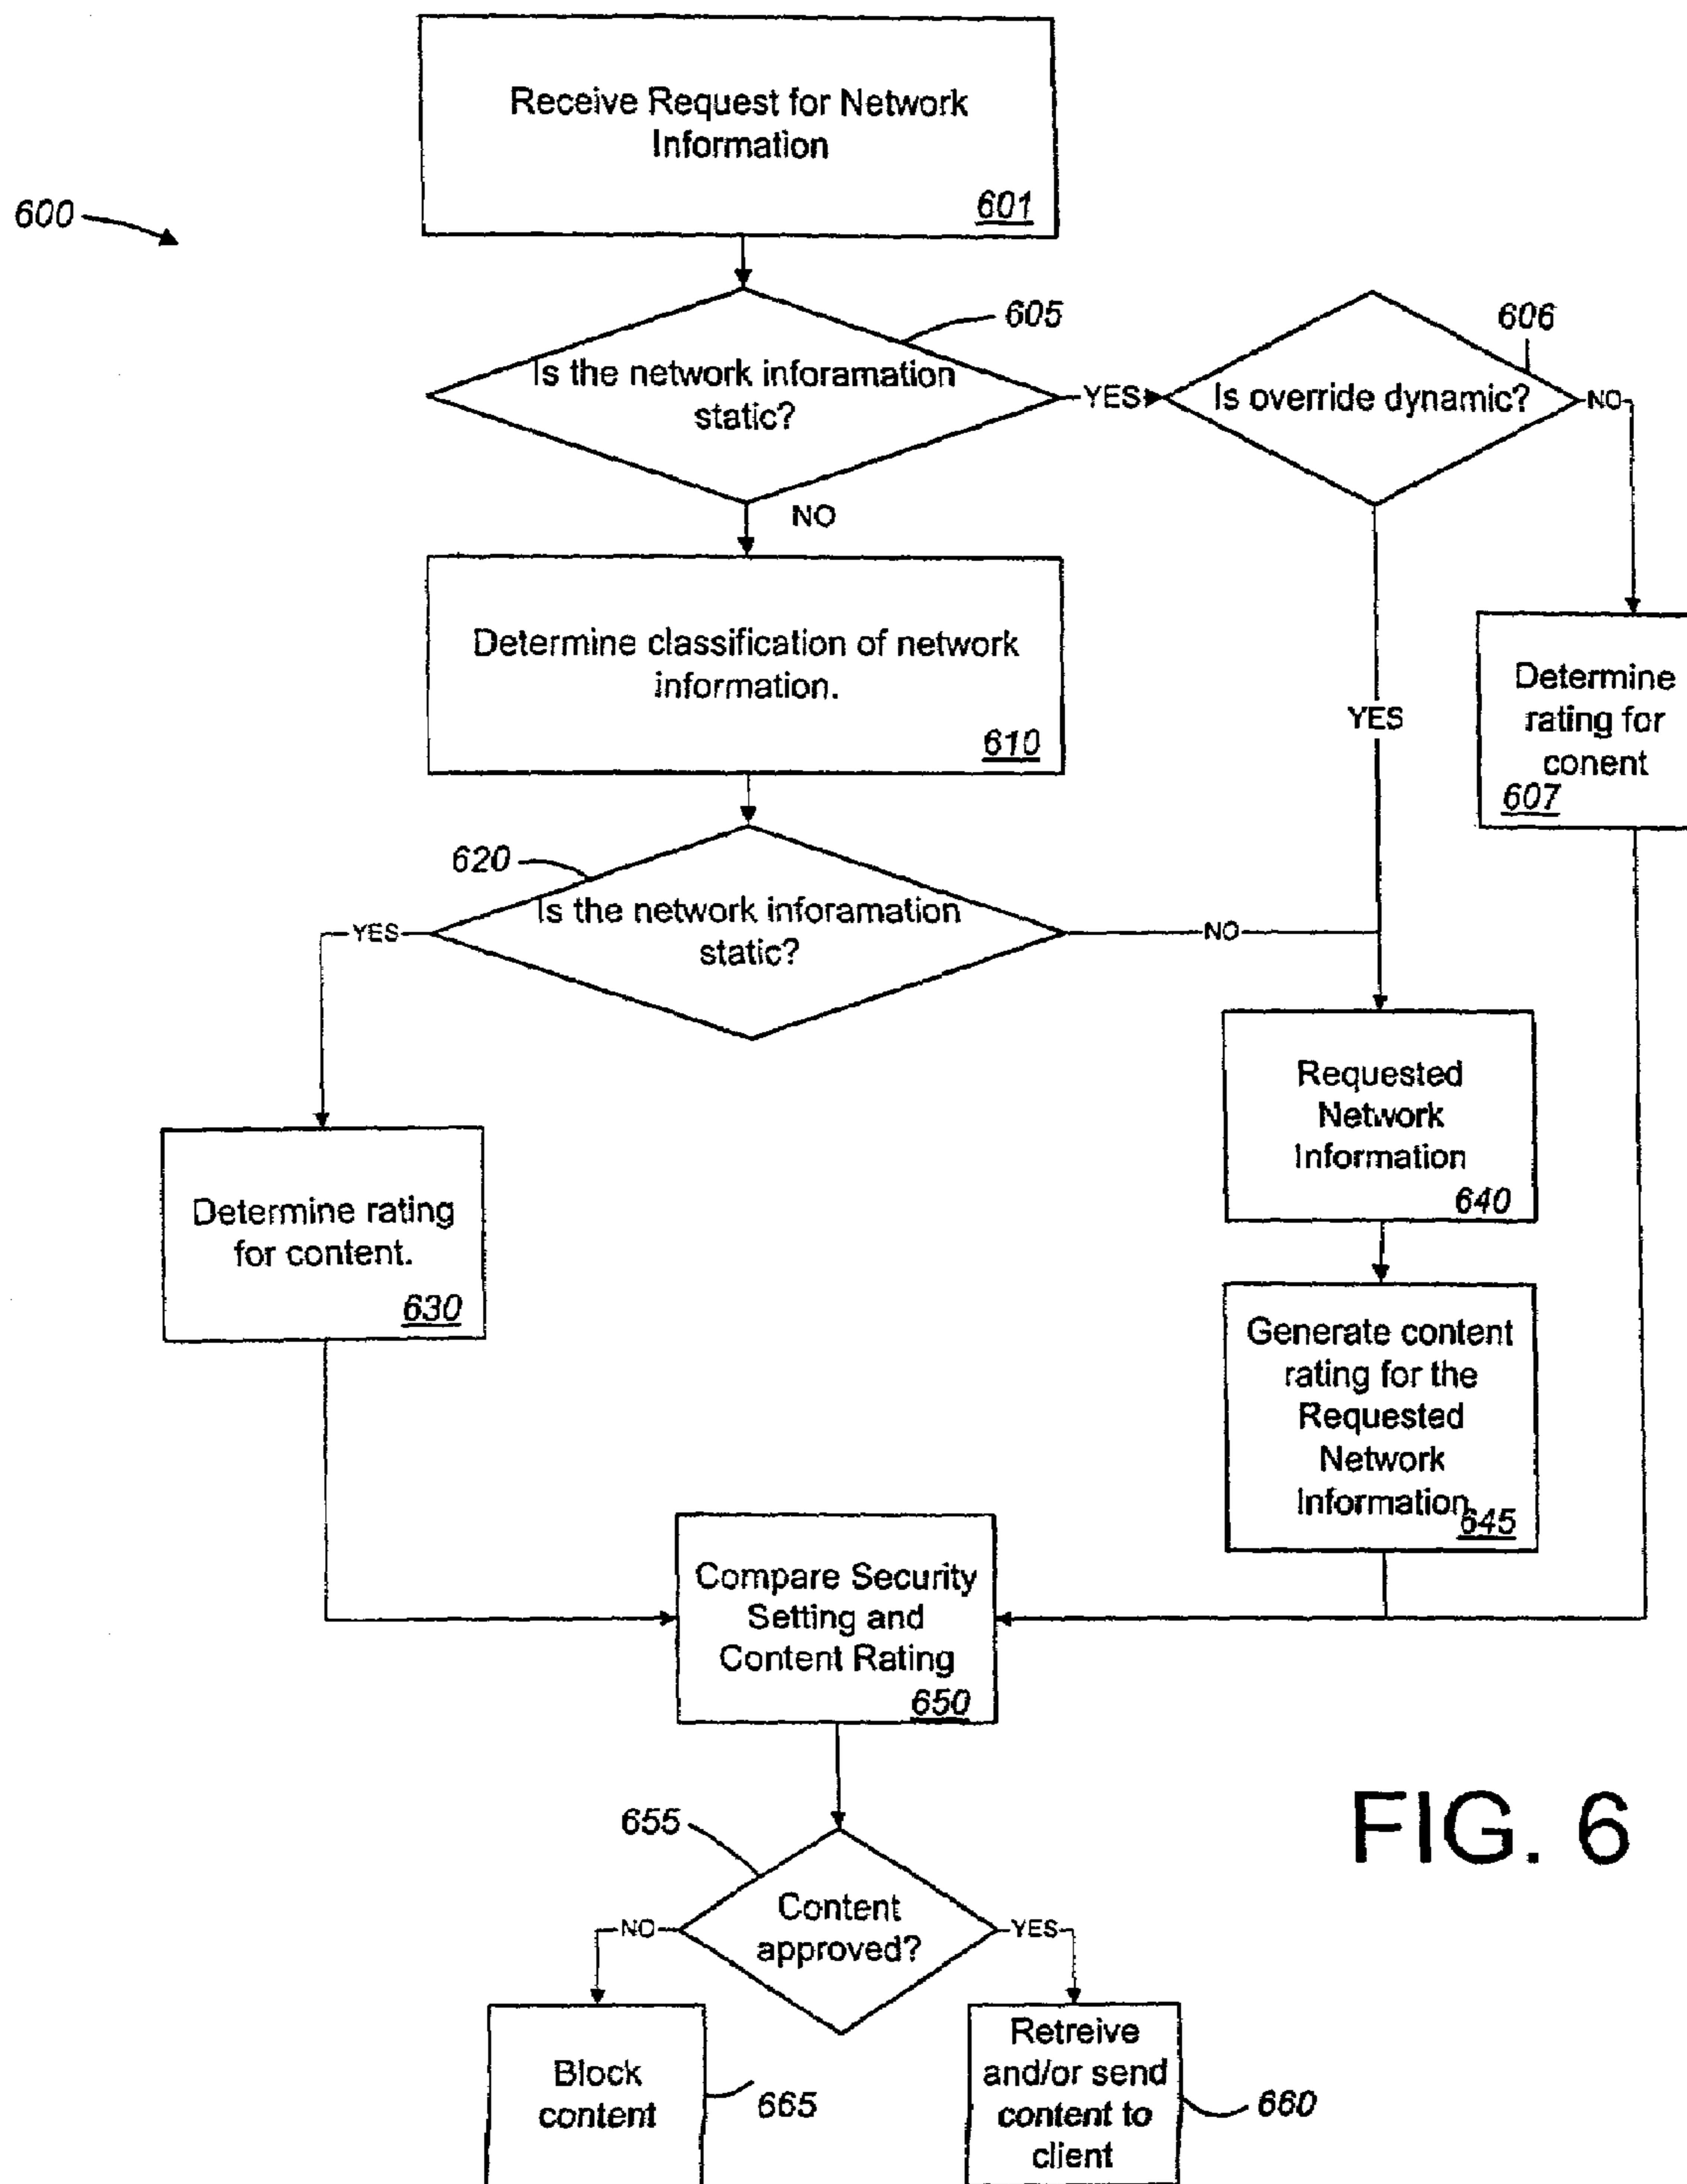 Receive Request for Network
Information
601
600
605
Is the network inforamation
static?
YES
606
Is override dynamic?
NO
NO
Determine classification of network
information.
610
YES
Determine
rating for
conent
607
620
Is the network inforamation
static?
YES
NO
Requested
Network
Information
640
Determine rating
for content.
630
Generate content
rating for the
Requested
Network
Information
645
Compare Security
Setting and
Content Rating
650
FIG. 6
655
Content
approved?
NO
YES
Block
content
665
Retreive
and/or send
content to
client
660